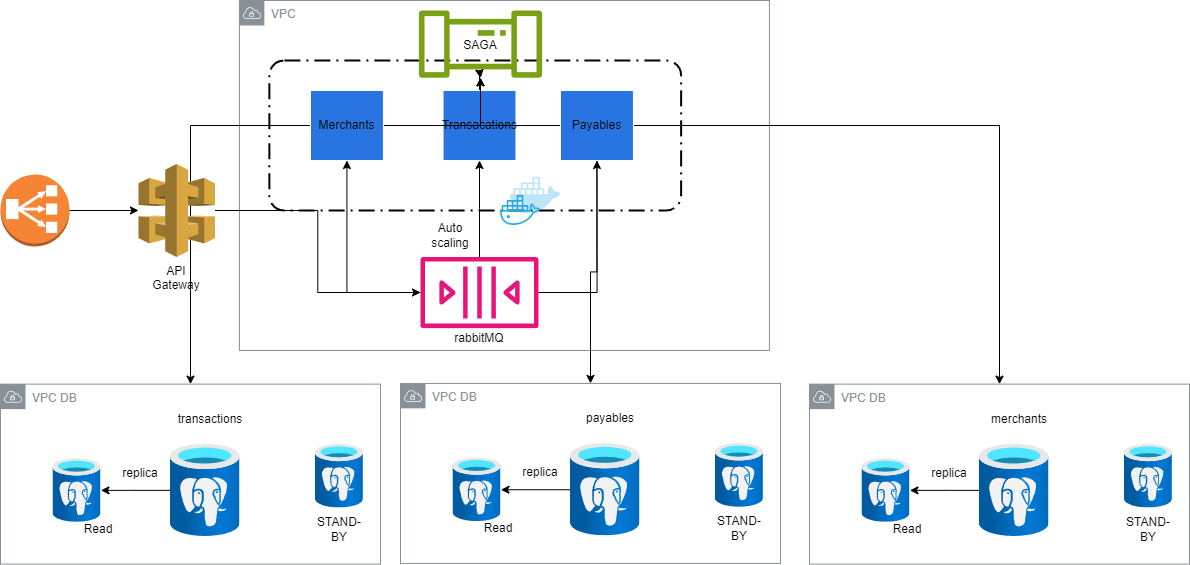 VPC
SAGA
Merchants
Transacations
Payables
Auto
scaling
API
Gateway
rabbitMQ
VPC DB
transactions
replica
Read
STAND-
BY
VPC DB
payables
replica
Read
STAND-
BY
VPC DB
merchants
replica
Read
STAND-
BY